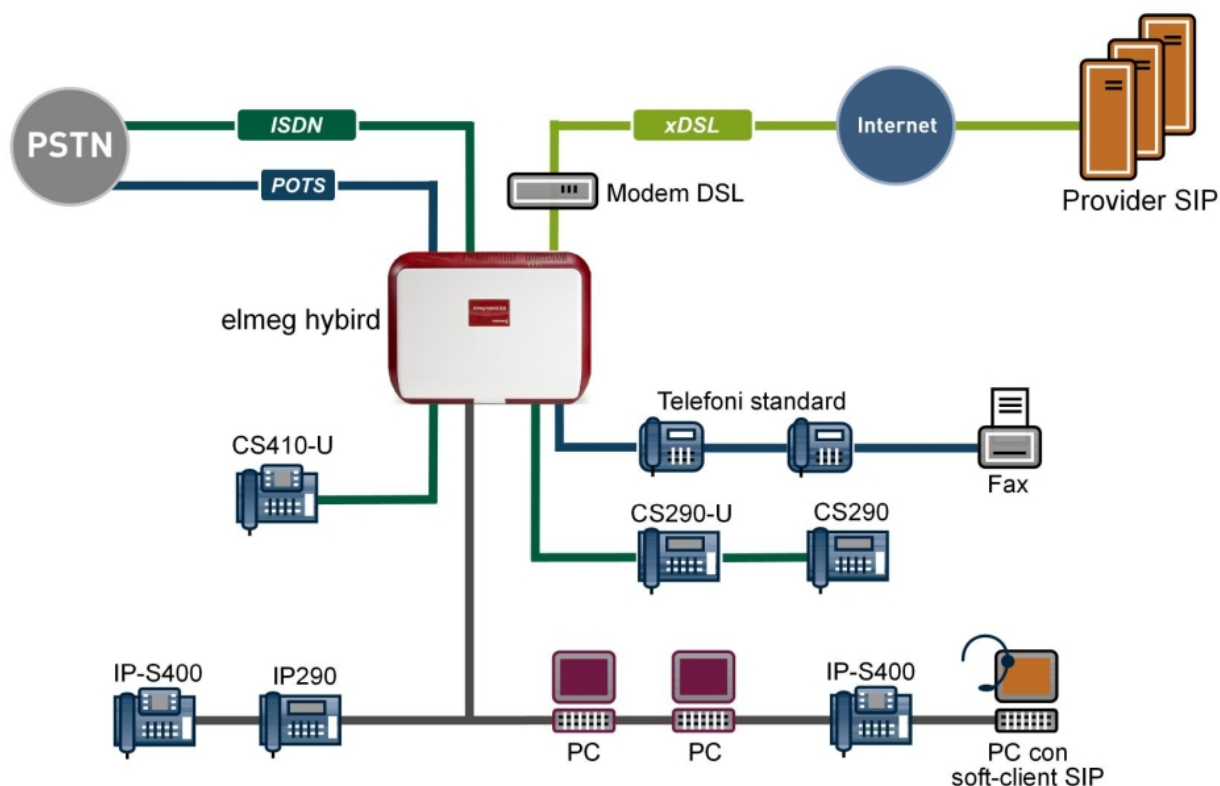 ISDN
xDSL
PSTN
Internet
POTS
Modem DSL
Provider SIP
elmeg hybird
Telefoni standard
CS410-U
Fax
CS290-U
CS290
IP-S400
IP290
IP-S400
PC
PC
PC con
soft-client SIP